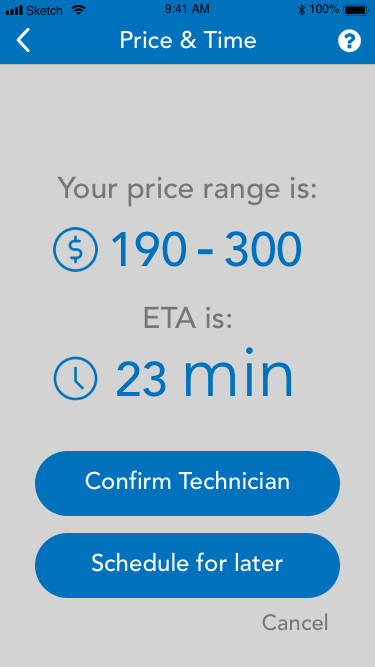 Sketch 9:41 AM 100%
Price & Time ?
Your price range is:
$ 190 - 300
ETA is:
23 min
Confirm Technician
Schedule for later
Cancel